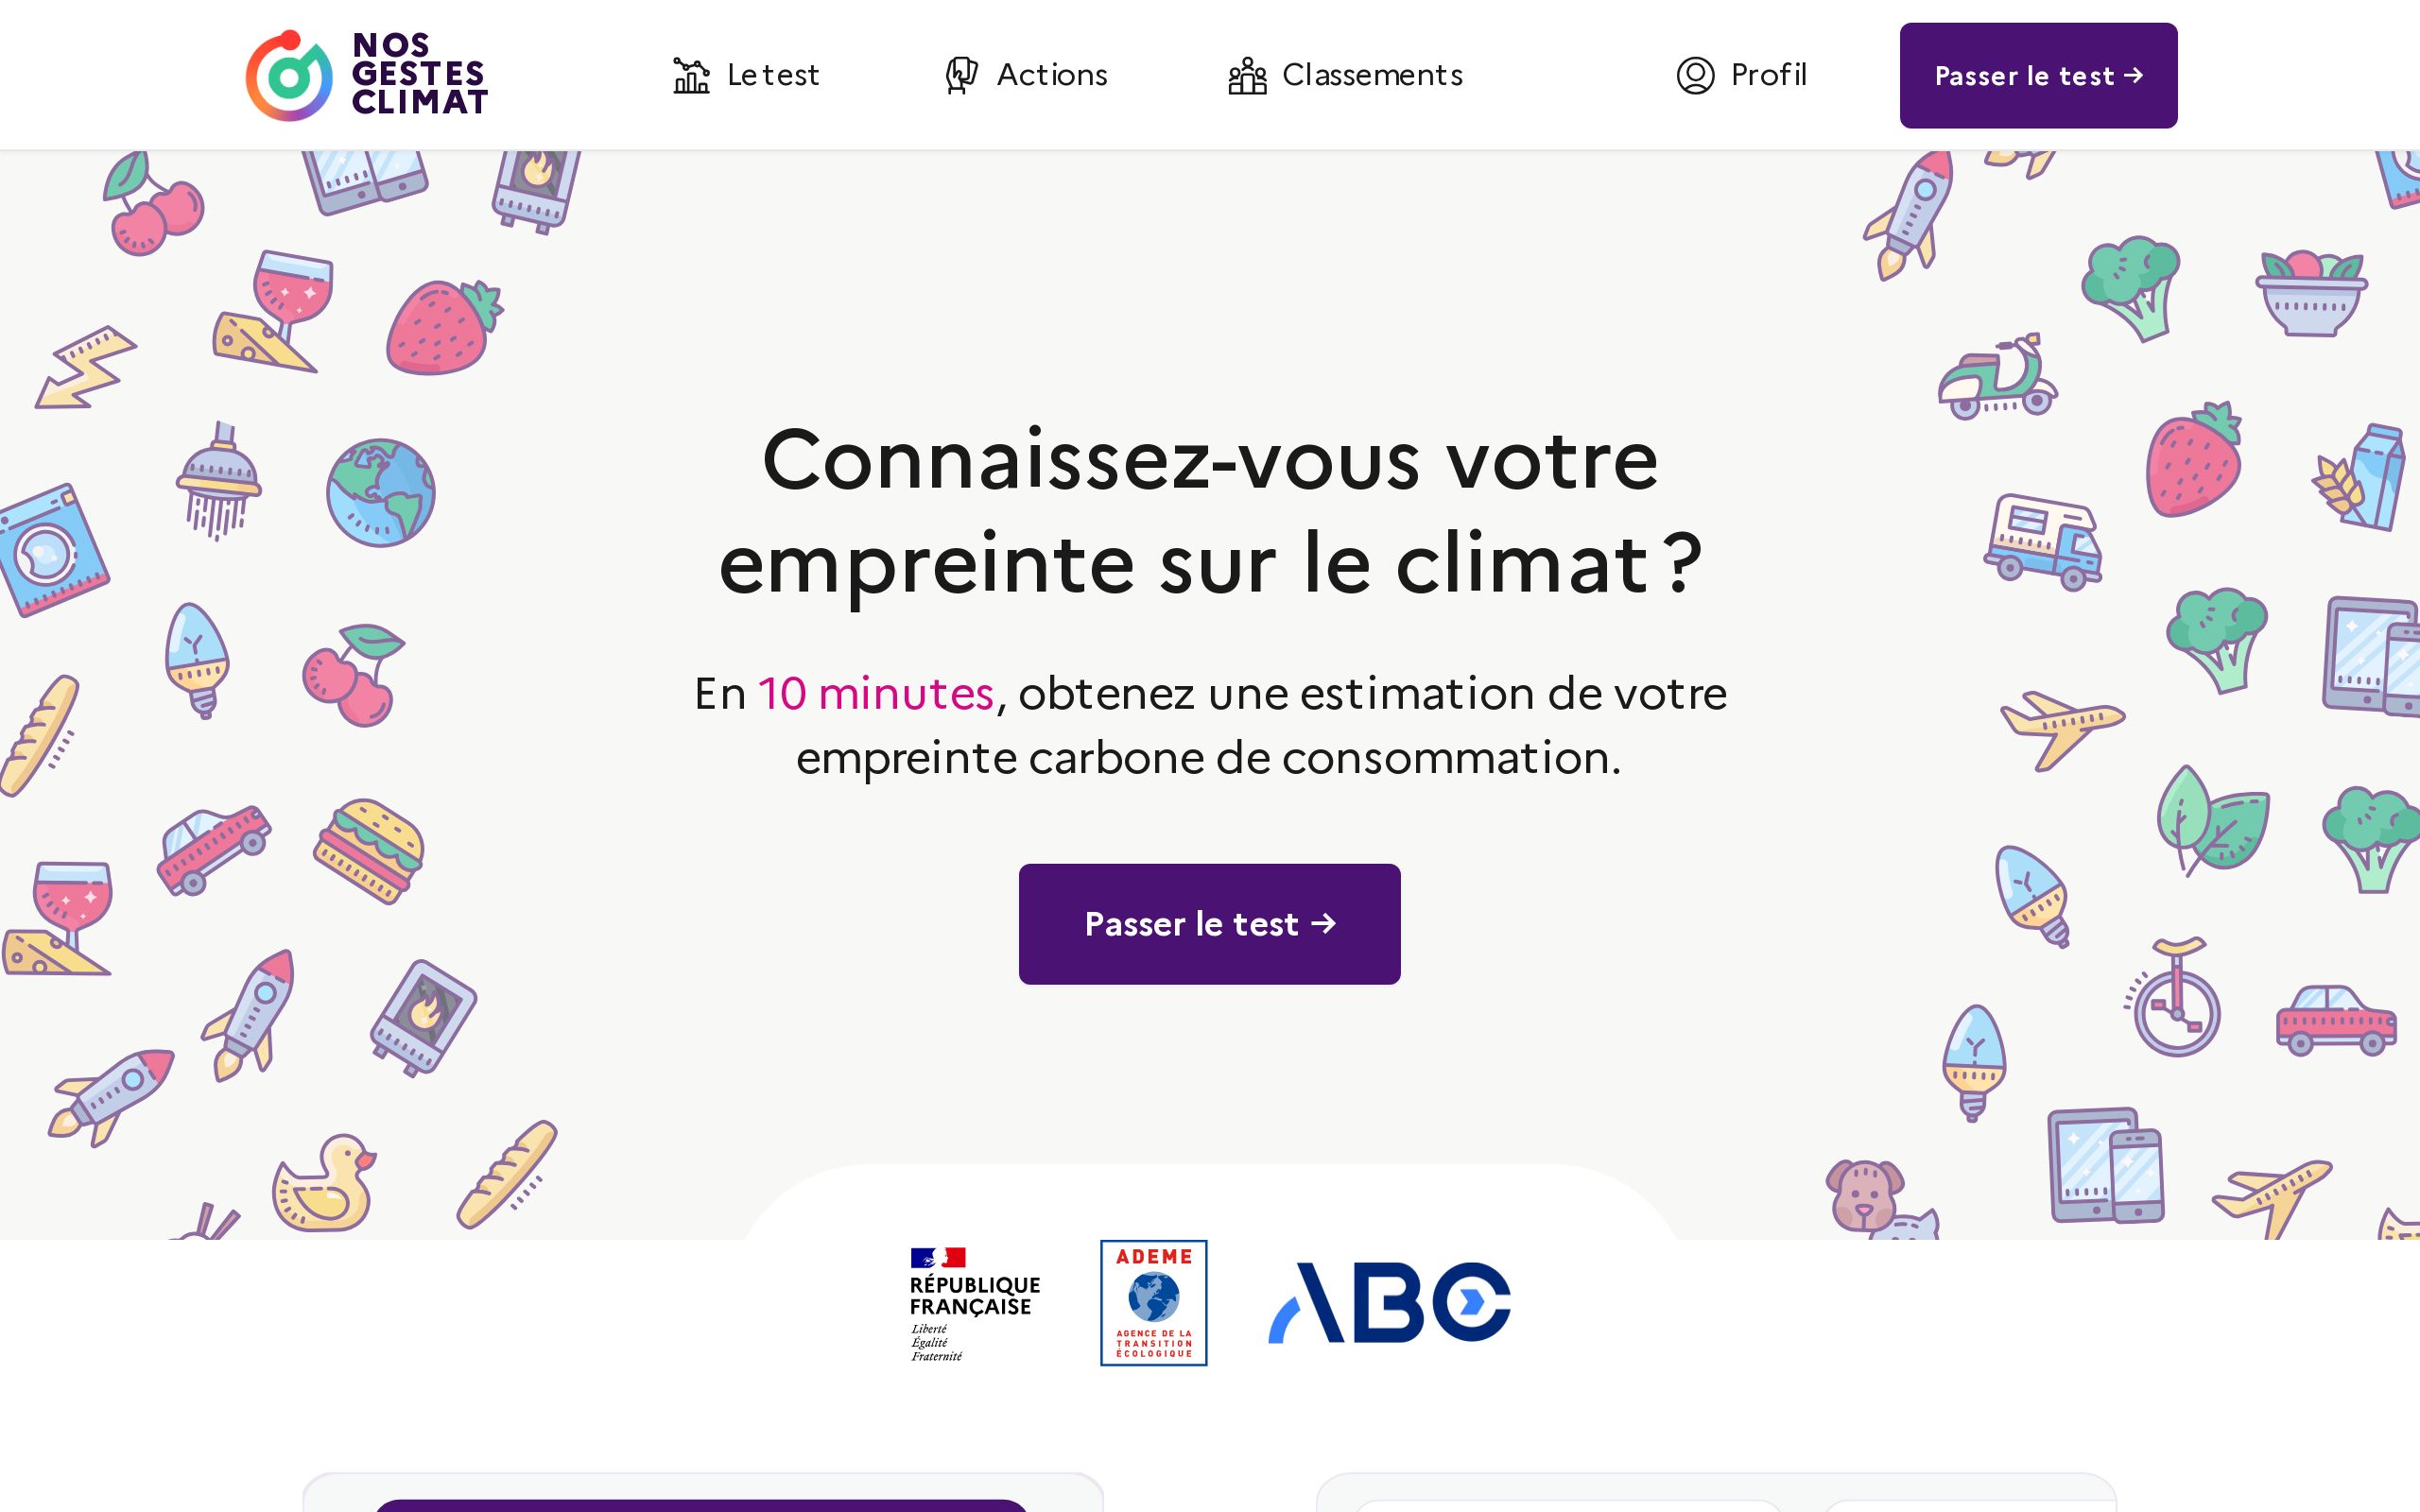 NOS
GESTES
CLIMAT
Le test
Actions
Classements
Profil
Passer le test →
Connaissez-vous votre
empreinte sur le climat ?
En 10 minutes, obtenez une estimation de votre
empreinte carbone de consommation.
Passer le test →
RÉPUBLIQUE
FRANÇAISE
Liberté
Égalité
Fraternité
ADEME
AGENCE DE LA
TRANSITION
ÉCOLOGIQUE
ABC